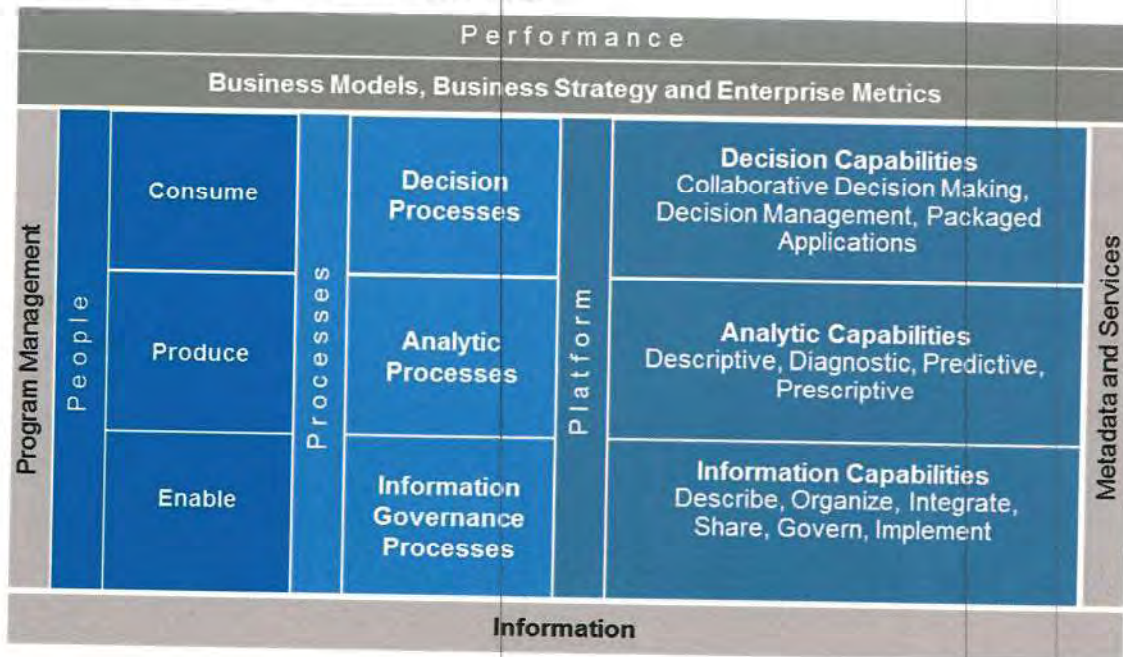 Performance
Business Models, Business Strategy and Enterprise Metrics
Program Management
People
Consume
Produce
Enable
Processes
Decision
Processes
Analytic
Processes
Information
Governance
Processes
Platform
Decision Capabilities
Collaborative Decision Making,
Decision Management, Packaged
Applications
Analytic Capabilities
Descriptive, Diagnostic, Predictive,
Prescriptive
Information Capabilities
Describe, Organize, Integrate,
Share, Govern, Implement
Metadata and Services
Information